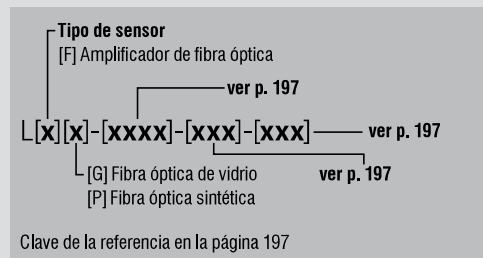 Tipo de sensor
[F] Amplificador de fibra óptica
ver p. 197
L[x][x]-[xxxx]-[xxx]-[xxx] ver p. 197
[G] Fibra óptica de vidrio ver p. 197
[P] Fibra óptica sintética
Clave de la referencia en la página 197